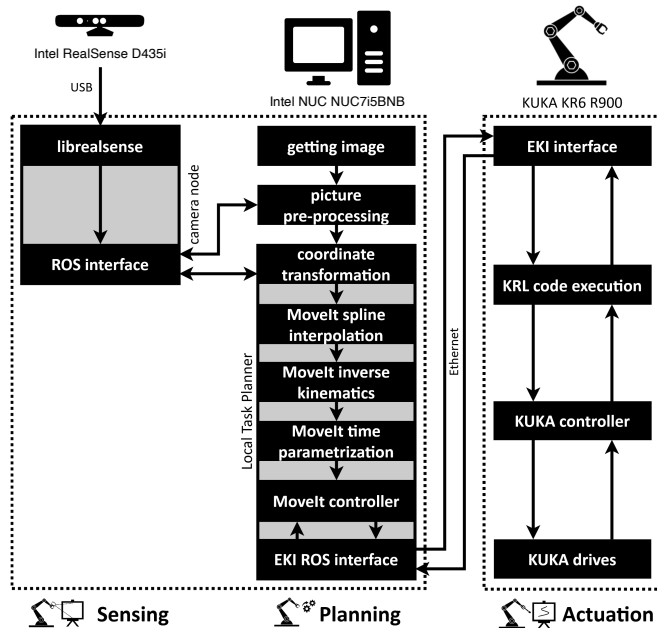 Intel RealSense D435i
Intel NUC NUC7i5BNB
KUKA KR6 R900
USB
librealsense
ROS interface
camera node
getting image
picture
pre-processing
coordinate
transformation
MoveIt spline
interpolation
MoveIt inverse
kinematics
MoveIt time
parametrization
MoveIt controller
EKI ROS interface
Local Task Planner
Ethernet
EKI interface
KRL code execution
KUKA controller
KUKA drives
Sensing
Planning
Actuation